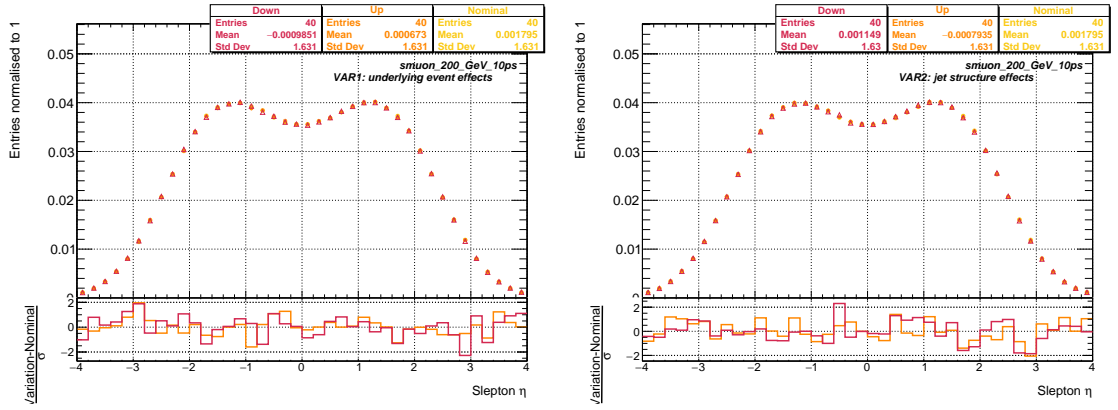 Down Up Nominal
Entries 40 Entries 40 Entries 40
Mean −0.0009851 Mean 0.000673 Mean 0.001795
Std Dev 1.631 Std Dev 1.631 Std Dev 1.631
smuon_200_GeV_10ps
VAR1: underlying event effects
Entries normalised to 1
0.05
0.04
0.03
0.02
0.01
2
0
−2
Variation-Nominal
σ
−4 −3 −2 −1 0 1 2 3 4
Slepton η
Down Up Nominal
Entries 40 Entries 40 Entries 40
Mean 0.001149 Mean −0.0007935 Mean 0.001795
Std Dev 1.63 Std Dev 1.631 Std Dev 1.631
smuon_200_GeV_10ps
VAR2: jet structure effects
Entries normalised to 1
0.05
0.04
0.03
0.02
0.01
0
2
0
−2
Variation-Nominal
σ
−4 −3 −2 −1 0 1 2 3 4
Slepton η